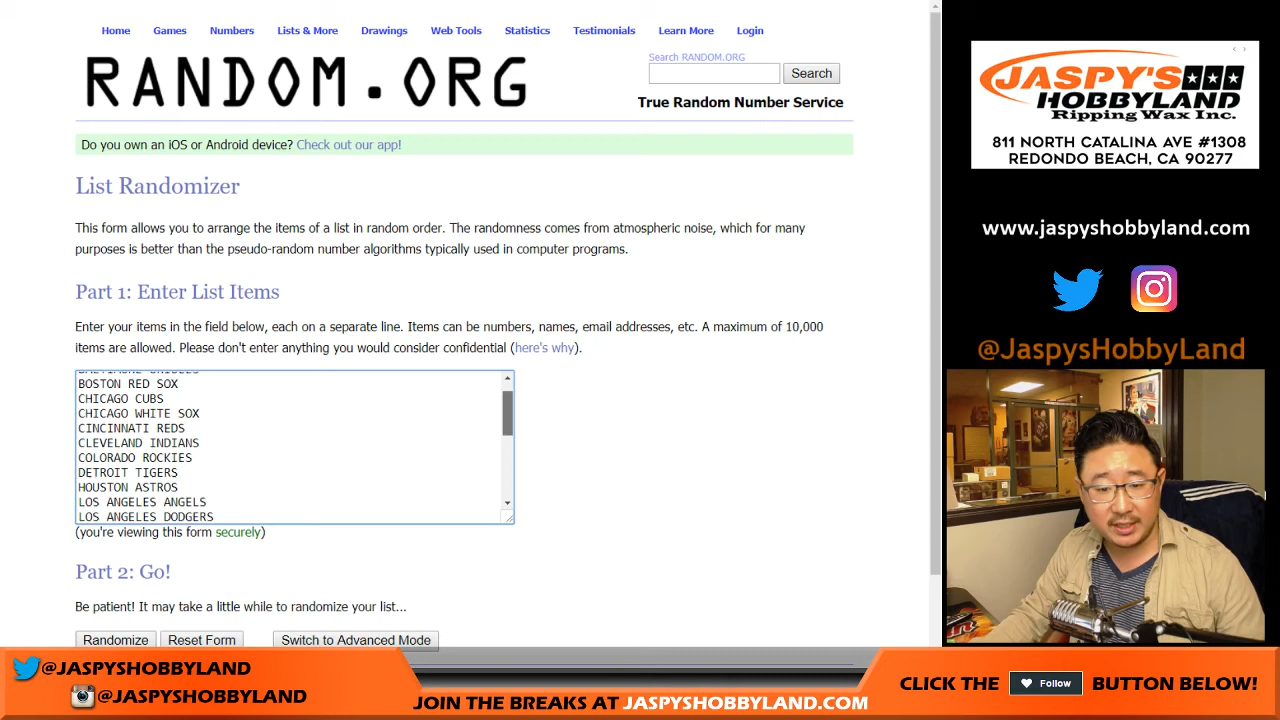 Home Games Numbers Lists & More Drawings Web Tools Statistics Testimonials Learn More Login
RANDOM.ORG
Search RANDOM.ORG
Search
True Random Number Service
Do you own an iOS or Android device? Check out our app!
List Randomizer
This form allows you to arrange the items of a list in random order. The randomness comes from atmospheric noise, which for many
purposes is better than the pseudo-random number algorithms typically used in computer programs.
Part 1: Enter List Items
Enter your items in the field below, each on a separate line. Items can be numbers, names, email addresses, etc. A maximum of 10,000
items are allowed. Please don't enter anything you would consider confidential (here's why).
BOSTON RED SOX
CHICAGO CUBS
CHICAGO WHITE SOX
CINCINNATI REDS
CLEVELAND INDIANS
COLORADO ROCKIES
DETROIT TIGERS
HOUSTON ASTROS
LOS ANGELES ANGELS
LOS ANGELES DODGERS
(you're viewing this form securely)
Part 2: Go!
Be patient! It may take a little while to randomize your list...
Randomize Reset Form Switch to Advanced Mode
JASPY'S
HOBBYLAND
Ripping Wax Inc.
811 NORTH CATALINA AVE #1308
REDONDO BEACH, CA 90277
www.jaspyshobbyland.com
@JaspysHobbyLand
@JASPYSHOBBYLAND
@JASPYSHOBBYLAND
JOIN THE BREAKS AT JASPYSHOBBYLAND.COM
CLICK THE Follow BUTTON BELOW!